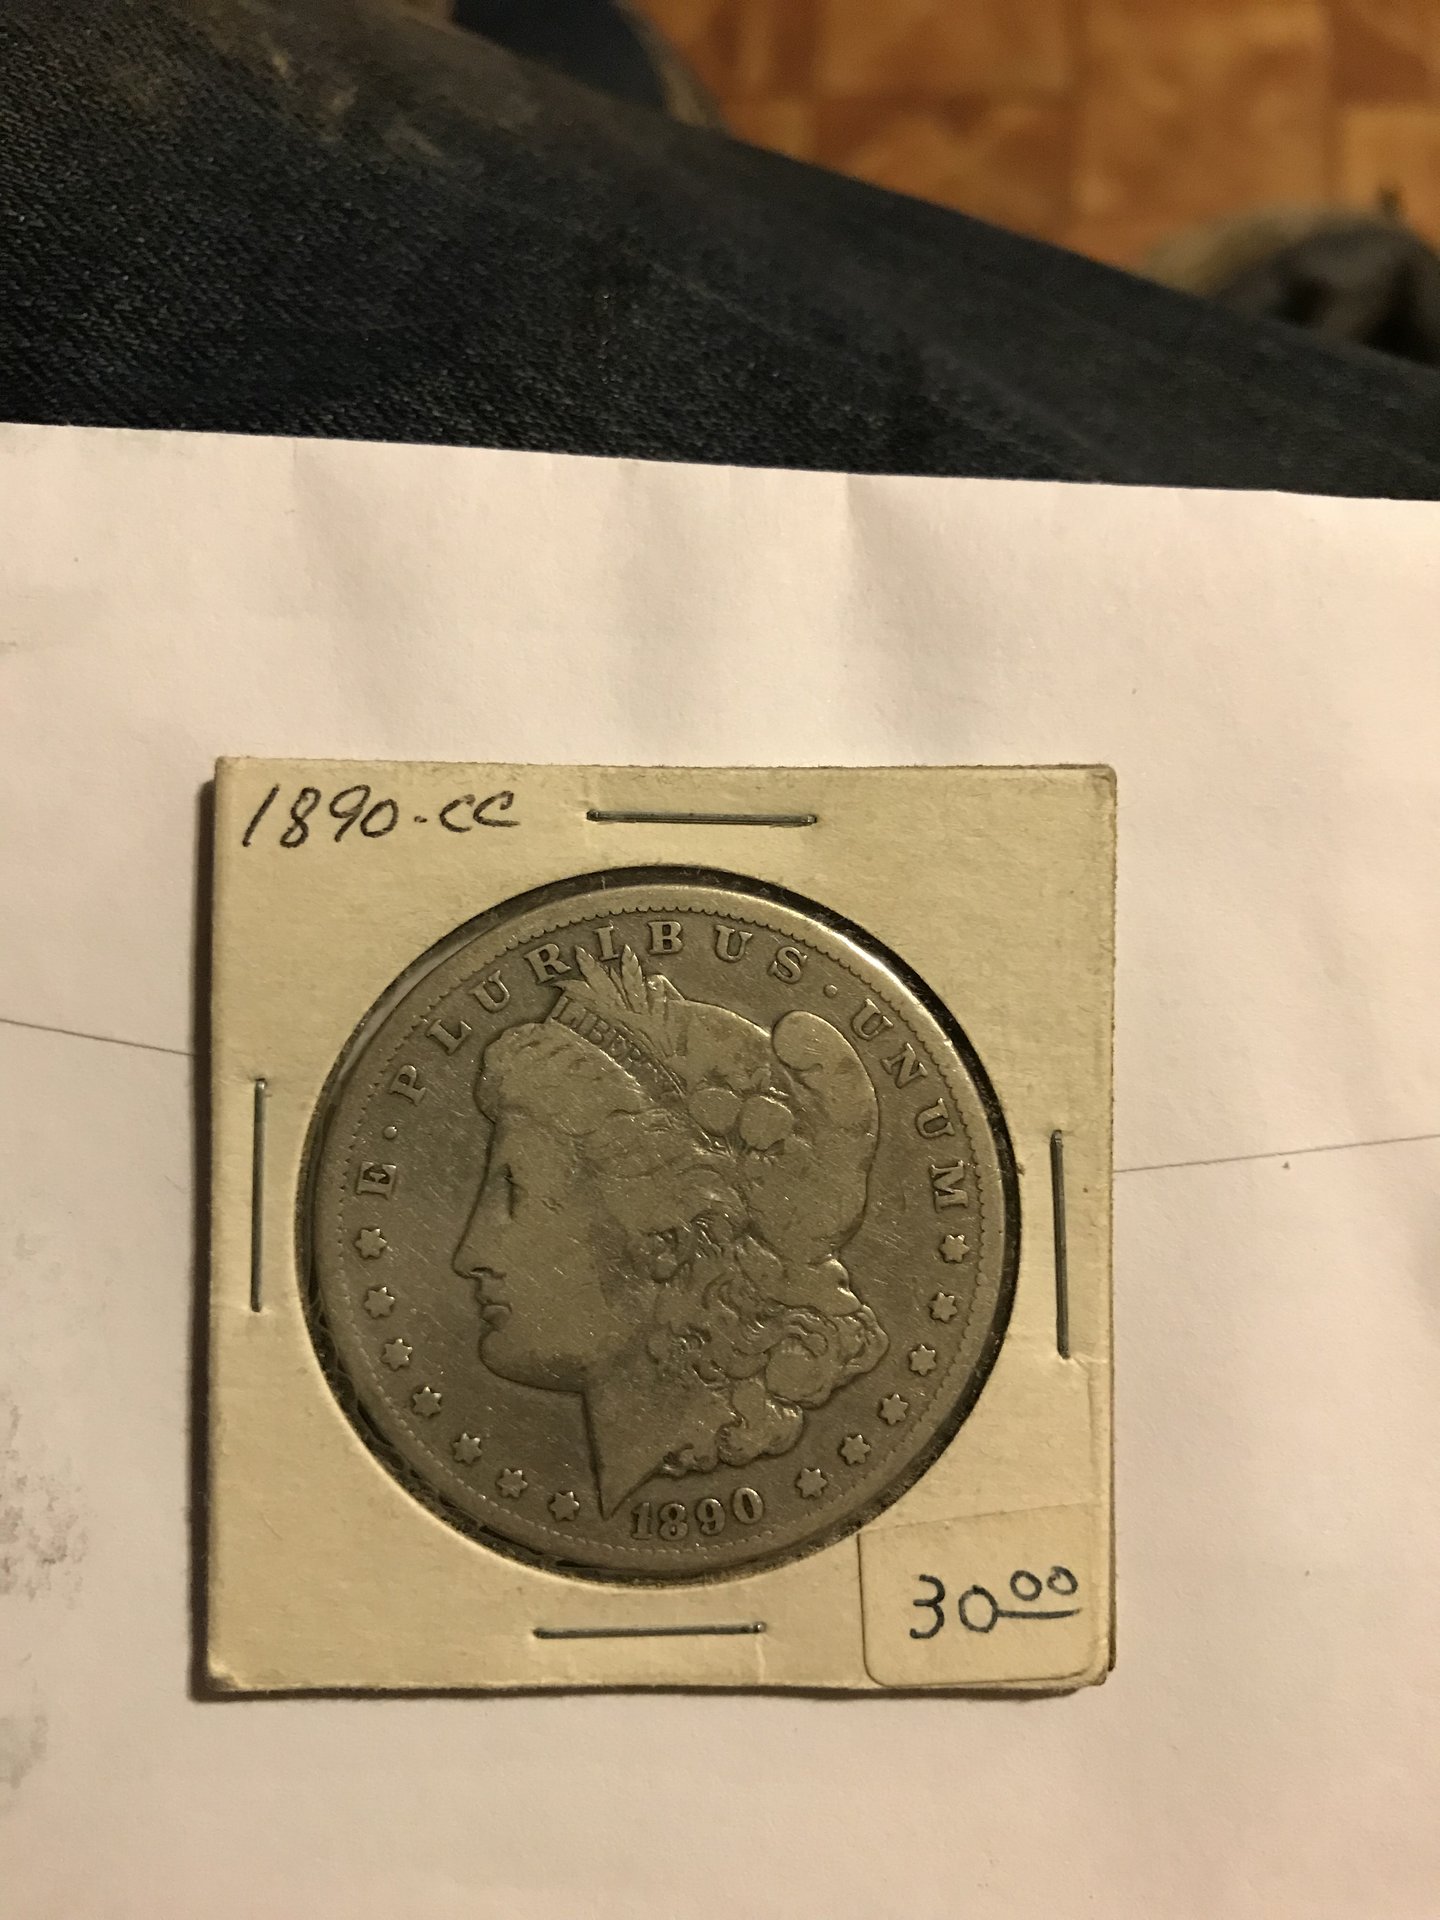 1890-CC
E · PLURIBUS · UNUM
LIBERTY
1890
30.00